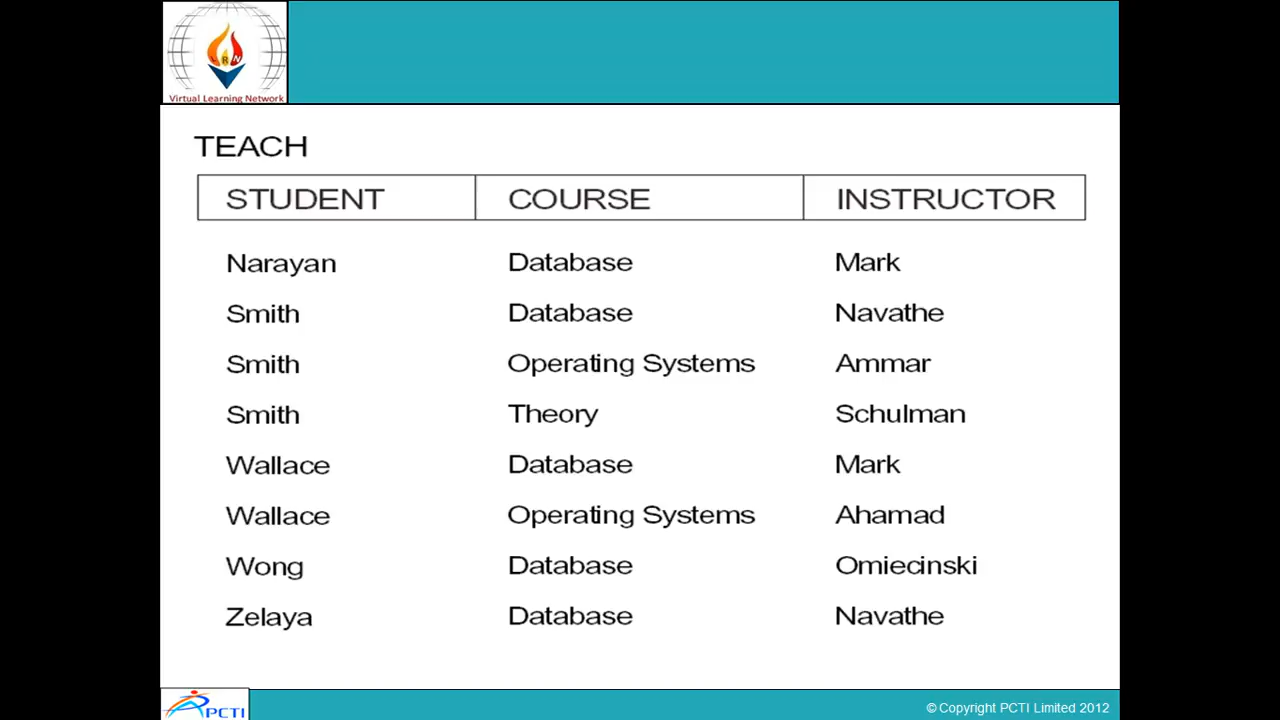 LRN
Virtual Learning Network
TEACH
STUDENT COURSE INSTRUCTOR
Narayan Database Mark
Smith Database Navathe
Smith Operating Systems Ammar
Smith Theory Schulman
Wallace Database Mark
Wallace Operating Systems Ahamad
Wong Database Omiecinski
Zelaya Database Navathe
PCTI
© Copyright PCTI Limited 2012